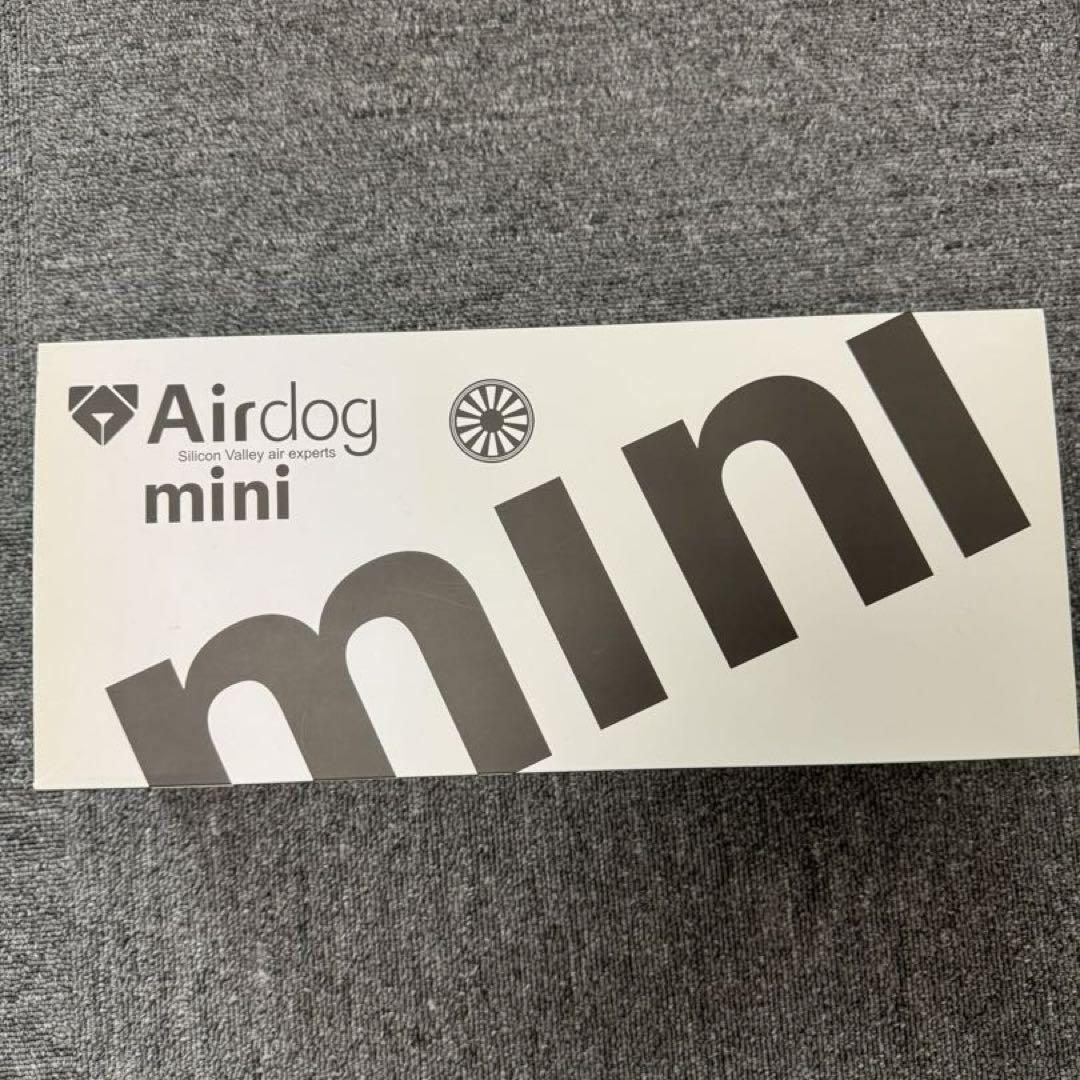 Airdog
Silicon Valley air experts
mini
mini